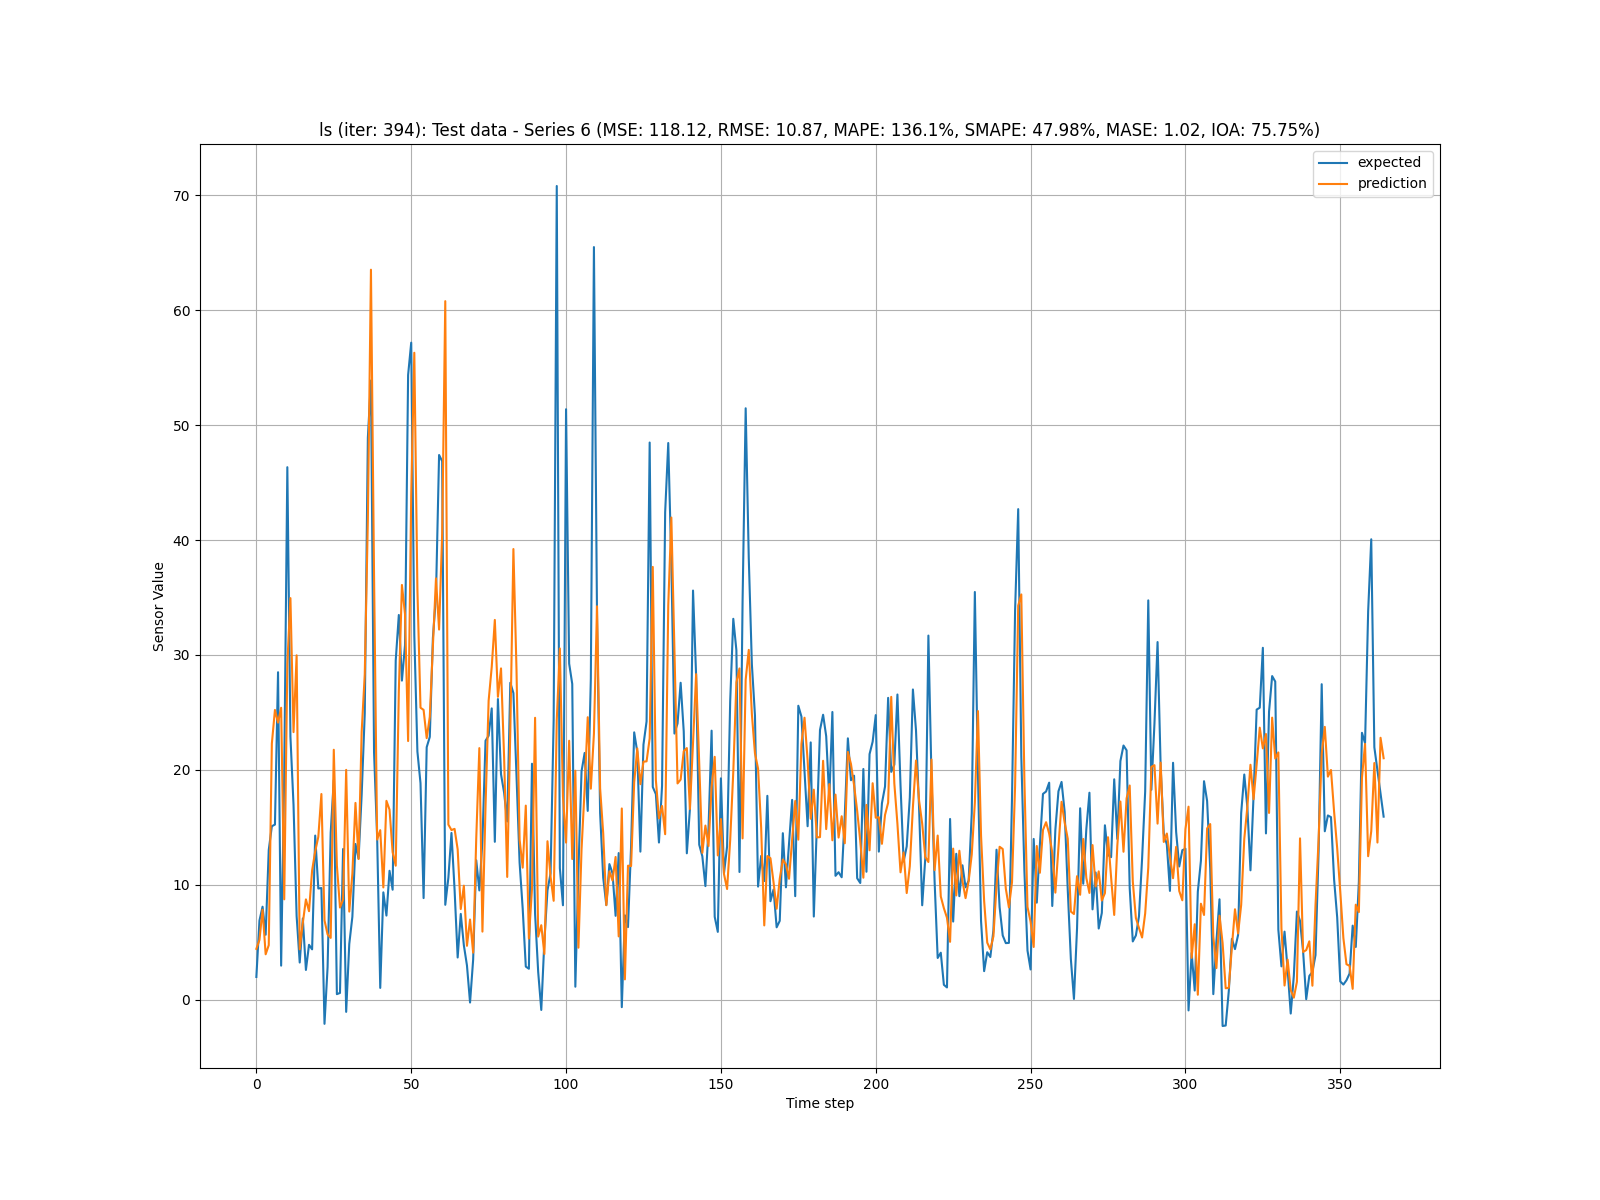 ls (iter: 394): Test data - Series 6 (MSE: 118.12, RMSE: 10.87, MAPE: 136.1%, SMAPE: 47.98%, MASE: 1.02, IOA: 75.75%)
expected
prediction
70
60
50
40
30
20
10
0
Sensor Value
0 50 100 150 200 250 300 350
Time step